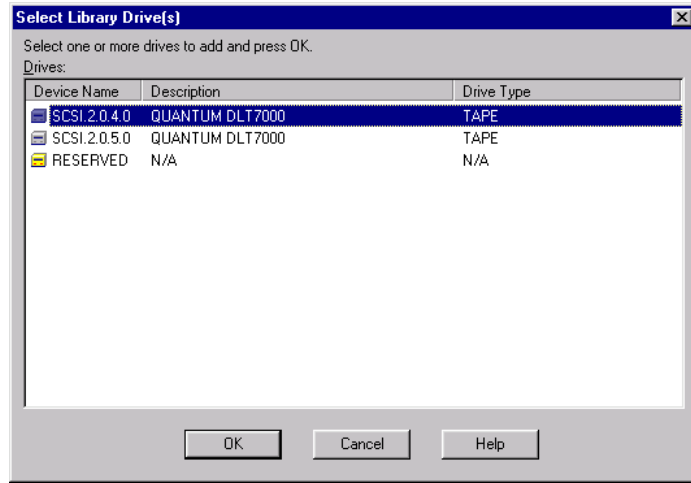 Select Library Drive(s)
Select one or more drives to add and press OK.
Drives:
Device Name Description Drive Type
SCSI.2.0.4.0 QUANTUM DLT7000 TAPE
SCSI.2.0.5.0 QUANTUM DLT7000 TAPE
RESERVED N/A N/A
OK Cancel Help